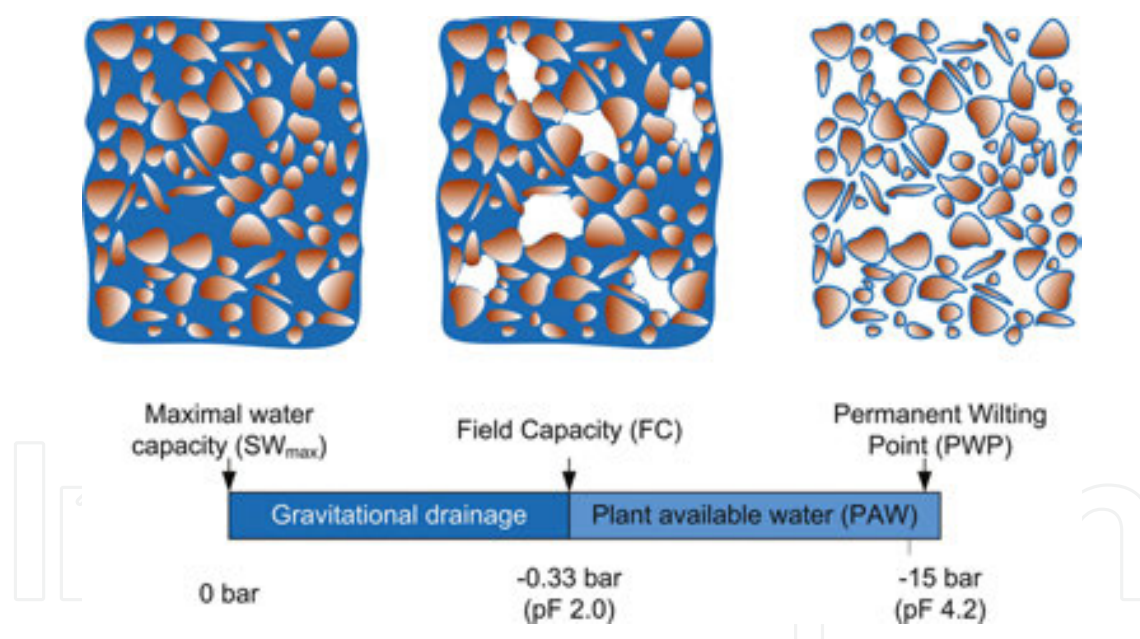 Maximal water
capacity (SWmax)
Field Capacity (FC)
Permanent Wilting
Point (PWP)
Gravitational drainage
Plant available water (PAW)
0 bar
-0.33 bar
(pF 2.0)
-15 bar
(pF 4.2)